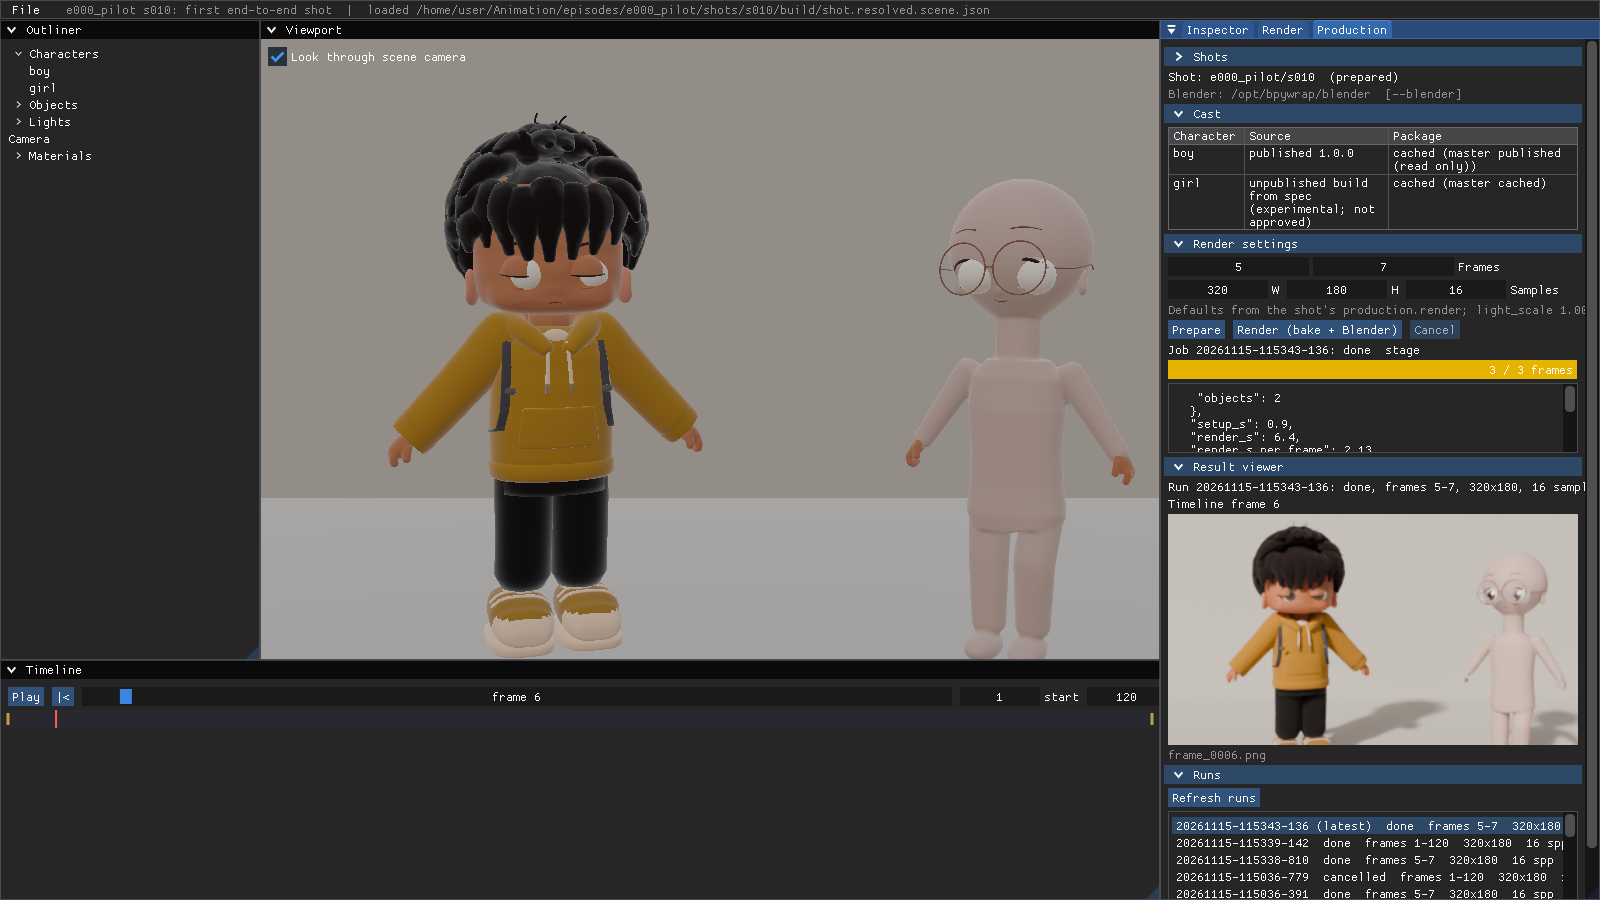 File e000_pilot s010: first end-to-end shot | loaded /home/user/Animation/episodes/e000_pilot/shots/s010/build/shot.resolved.scene.json
Outliner
Characters
boy
girl
Objects
Lights
Camera
Materials
Viewport
Look through scene camera
Timeline
Play |< frame 6 1 start 120
Inspector Render Production
Shots
Shot: e000_pilot/s010 (prepared)
Blender: /opt/bpywrap/blender [--blender]
Cast
Character Source Package
boy published 1.0.0 cached (master published
(read only))
girl unpublished build cached (master cached)
from spec
(experimental; not
approved)
Render settings
5 7 Frames
320 W 180 H 16 Samples
Defaults from the shot's production.render; light_scale 1.00
Prepare Render (bake + Blender) Cancel
Job 20261115-115343-136: done stage
3 / 3 frames
"objects": 2
},
"setup_s": 0.9,
"render_s": 6.4,
"render_s_per_frame": 2.13
Result viewer
Run 20261115-115343-136: done, frames 5-7, 320x180, 16 sampl
Timeline frame 6
frame_0006.png
Runs
Refresh runs
20261115-115343-136 (latest) done frames 5-7 320x180
20261115-115339-142 done frames 1-120 320x180 16 spp
20261115-115338-810 done frames 5-7 320x180 16 spp
20261115-115036-779 cancelled frames 1-120 320x180
20261115-115036-391 done frames 5-7 320x180 16 spp